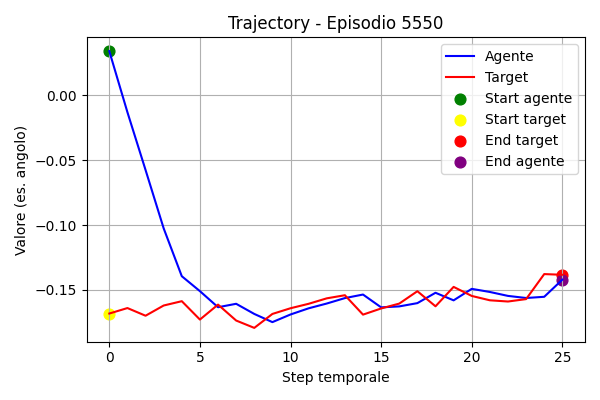 Trajectory - Episodio 5550
Agente
Target
Start agente
Start target
End target
End agente
Valore (es. angolo)
0.00
−0.05
−0.10
−0.15
0 5 10 15 20 25
Step temporale